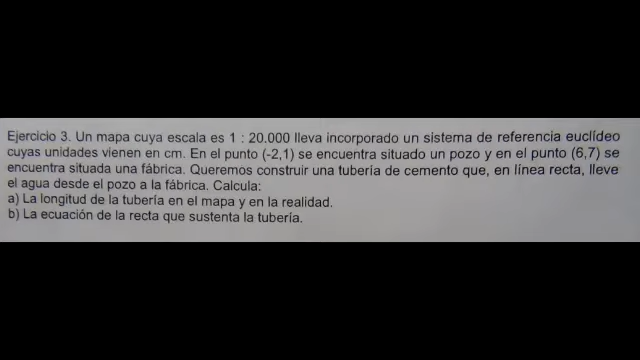 Ejercicio 3. Un mapa cuya escala es 1 : 20.000 lleva incorporado un sistema de referencia euclídeo
cuyas unidades vienen en cm. En el punto (-2,1) se encuentra situado un pozo y en el punto (6,7) se
encuentra situada una fábrica. Queremos construir una tubería de cemento que, en línea recta, lleve
el agua desde el pozo a la fábrica. Calcula:
a) La longitud de la tubería en el mapa y en la realidad.
b) La ecuación de la recta que sustenta la tubería.